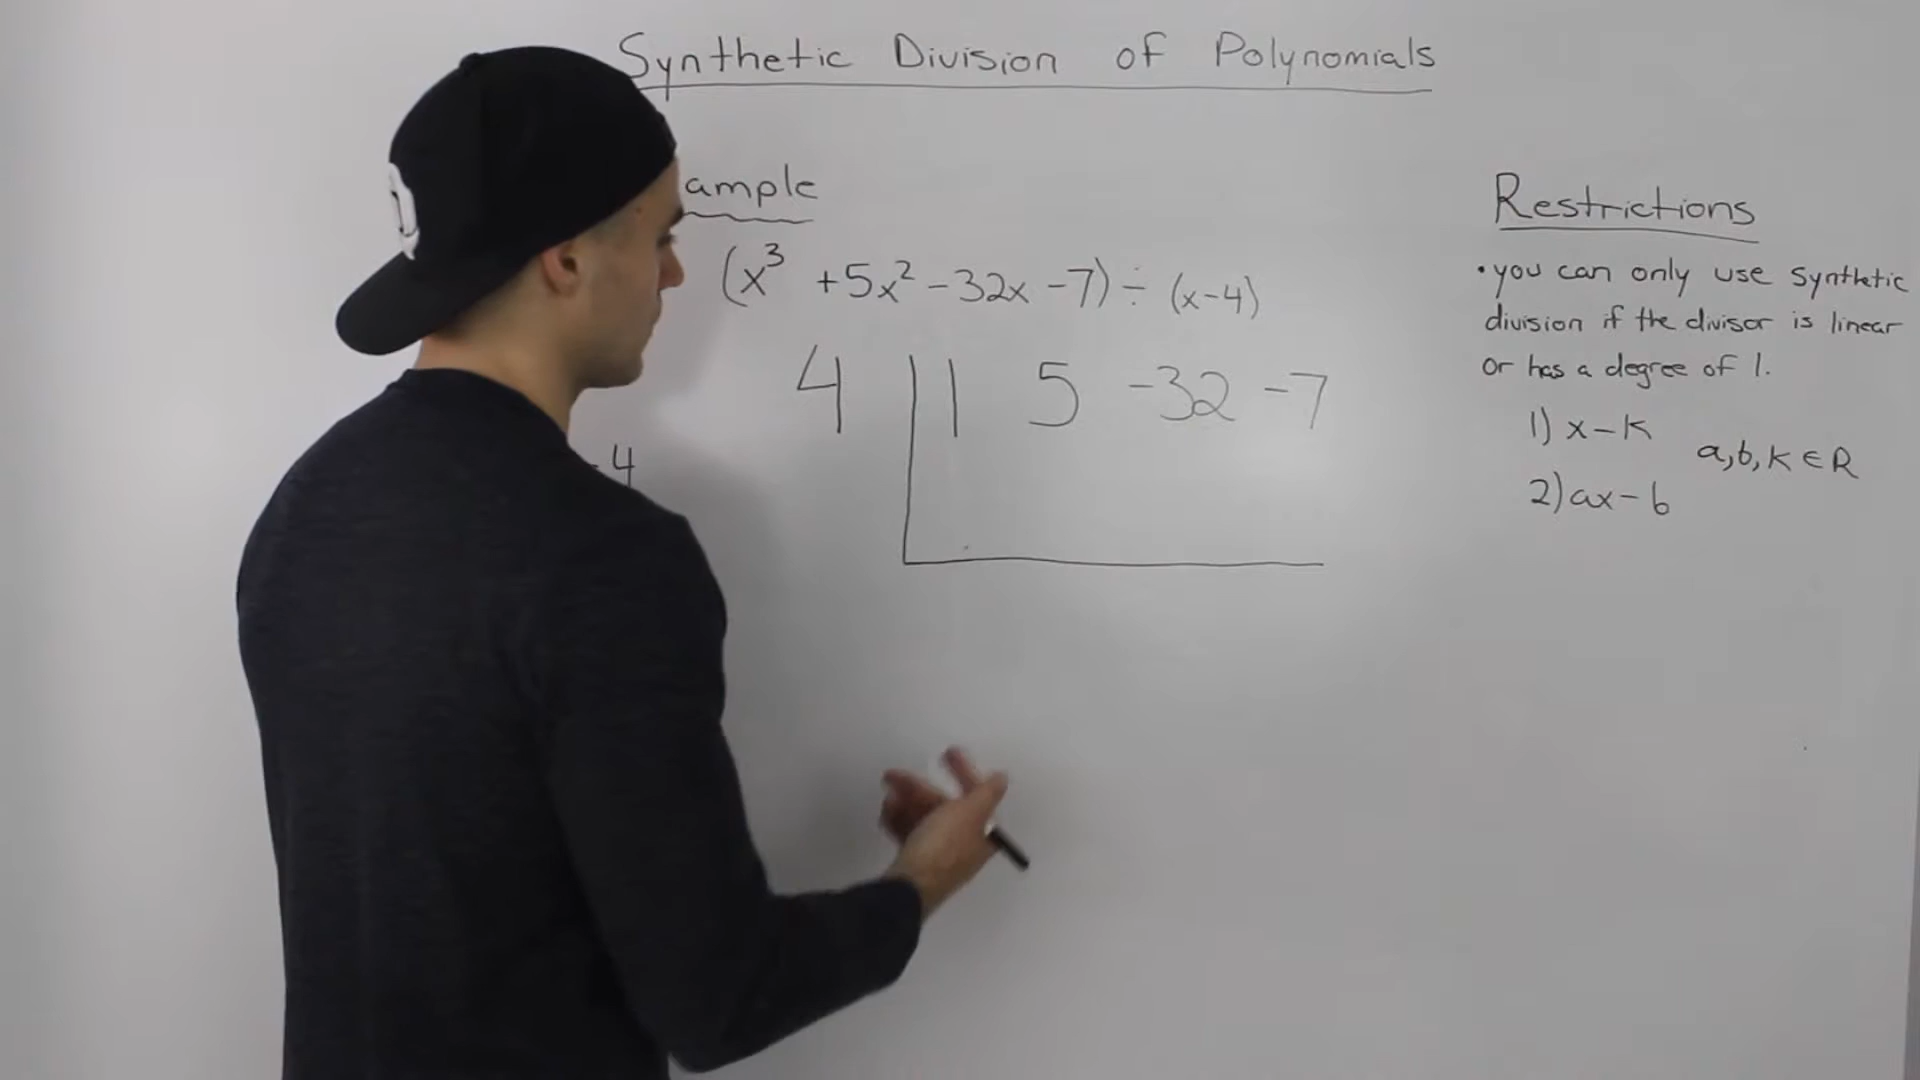 Synthetic Division of Polynomials
ample
(x³ +5x² -32x -7) ÷ (x-4)
4 1 5 -32 -7
-4
Restrictions
•you can only use synthetic
division if the divisor is linear
or has a degree of 1.
1) x-k
a,b,k ∈ R
2) ax-b